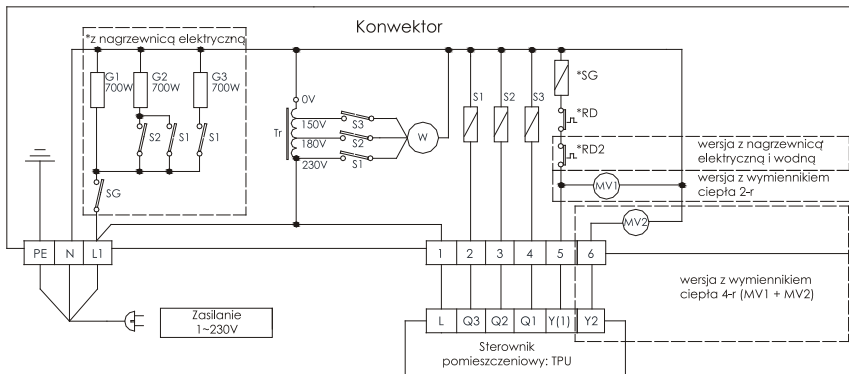 Konwektor
*z nagrzewnicą elektryczną
G1
700W
G2
700W
G3
700W
S2
S1
S1
SG
Tr
0V
150V
180V
230V
S3
S2
S1
W
S1
S2
S3
*SG
*RD
*RD2
wersja z nagrzewnicą
elektryczną i wodną
MV1
wersja z wymiennikiem
ciepła 2-r
MV2
PE
N
L1
1
2
3
4
5
6
wersja z wymiennikiem
ciepła 4-r (MV1 + MV2)
Zasilanie
1~230V
L
Q3
Q2
Q1
Y(1)
Y2
Sterownik
pomieszczeniowy: TPU